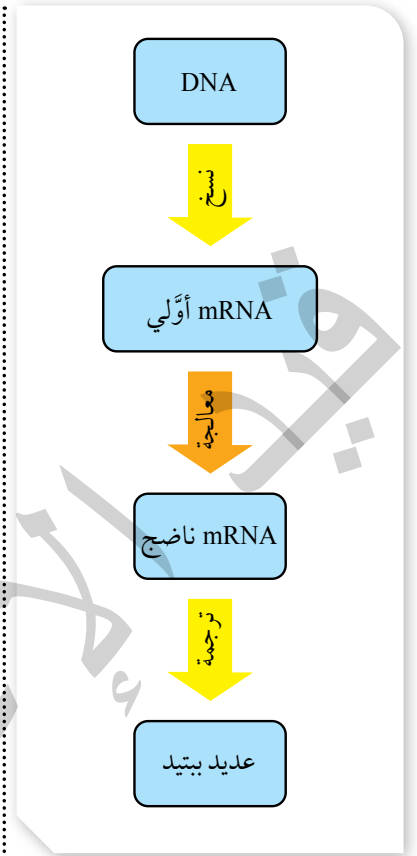 DNA
نسخ
mRNA أوَّلي
معالجة
mRNA ناضج
ترجمة
عديد ببتيد